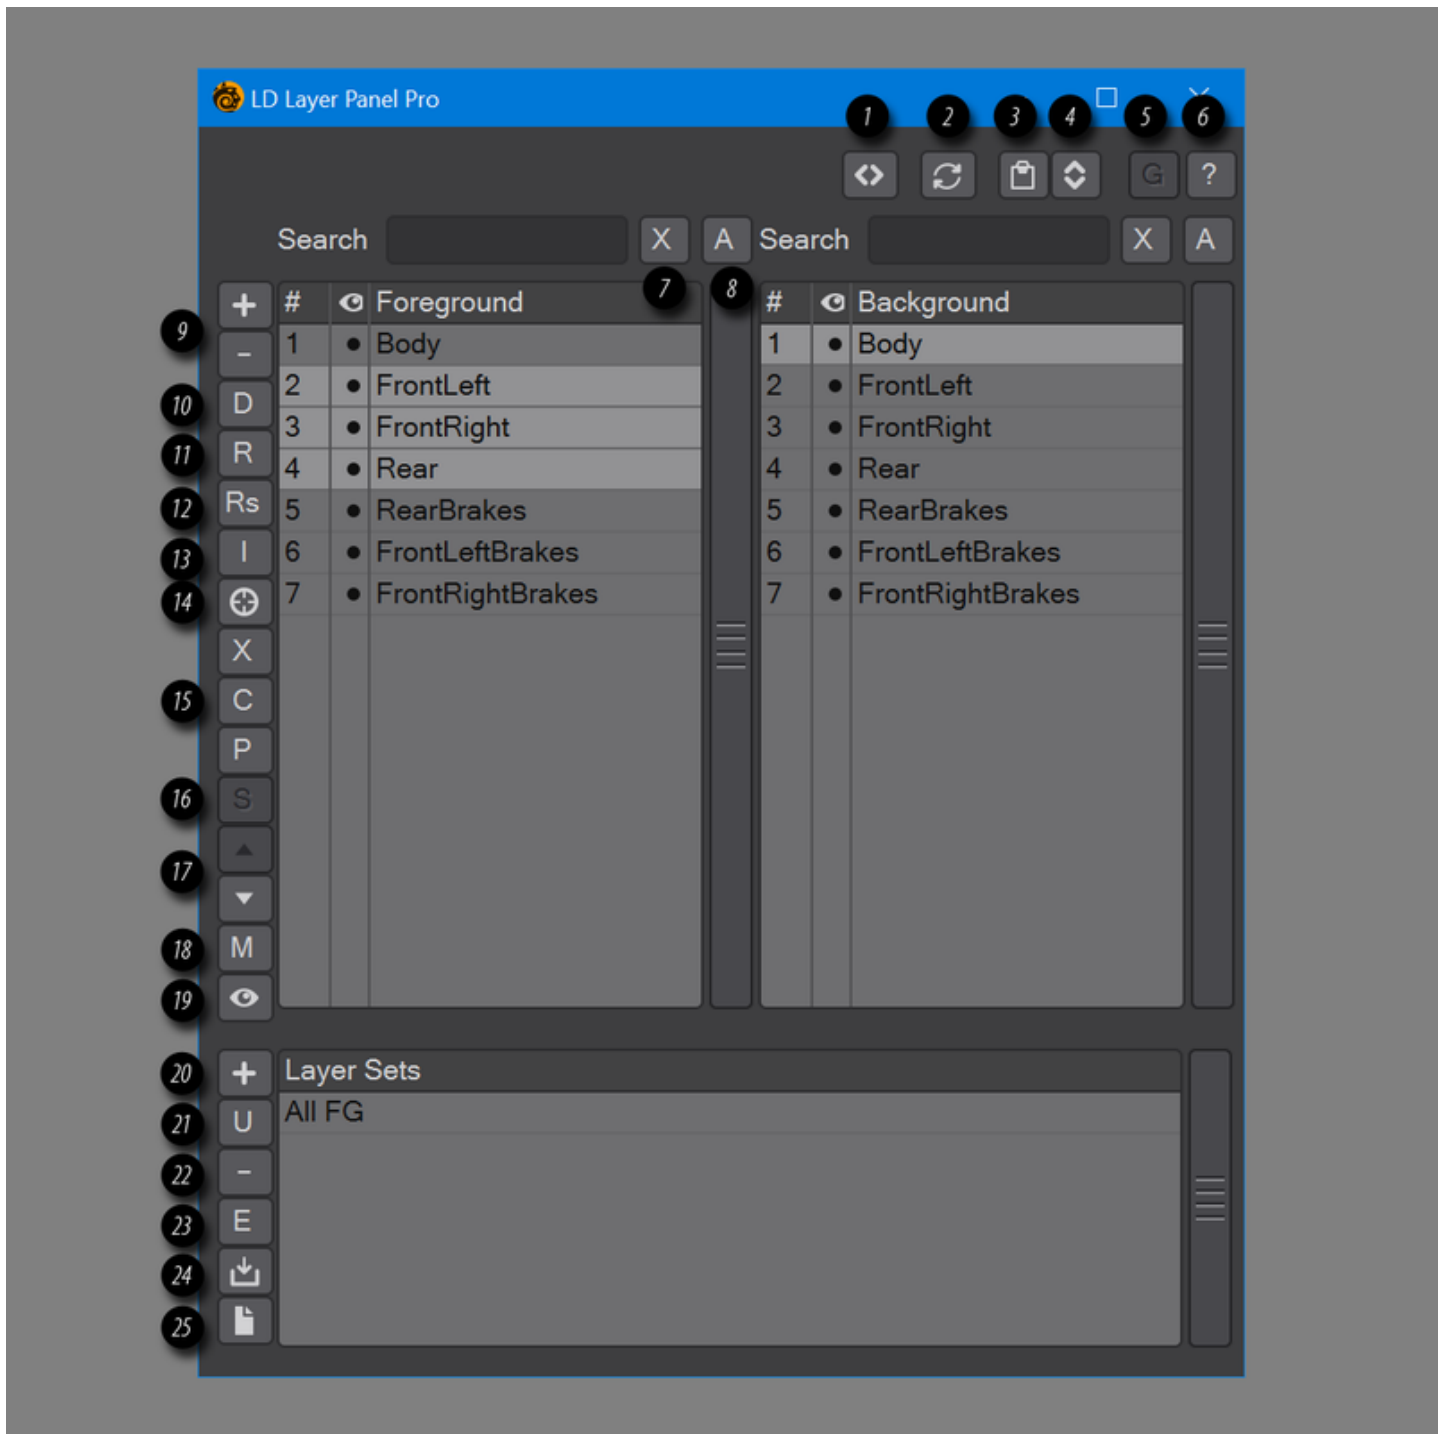 LD Layer Panel Pro
1 2 3 4 5 6
G ?
Search X A Search X A
7 8
# Foreground # Background
1 Body 1 Body
2 FrontLeft 2 FrontLeft
3 FrontRight 3 FrontRight
4 Rear 4 Rear
5 RearBrakes 5 RearBrakes
6 FrontLeftBrakes 6 FrontLeftBrakes
7 FrontRightBrakes 7 FrontRightBrakes
+
9
-
10 D
11 R
12 Rs
13 I
14
X
15 C
P
16 S
17
18 M
19
20 + Layer Sets
21 U All FG
22 -
23 E
24
25